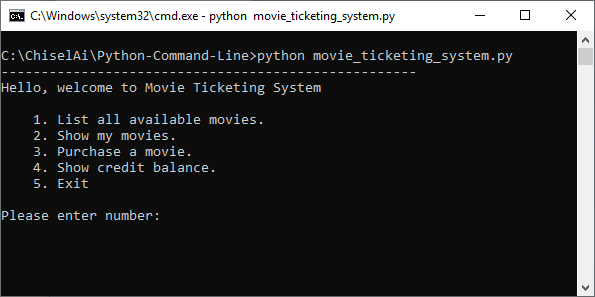 C:\Windows\system32\cmd.exe - python  movie_ticketing_system.py
C:\ChiselAi\Python-Command-Line>python movie_ticketing_system.py
----------------------------------------------------
Hello, welcome to Movie Ticketing System
1. List all available movies.
2. Show my movies.
3. Purchase a movie.
4. Show credit balance.
5. Exit
Please enter number: